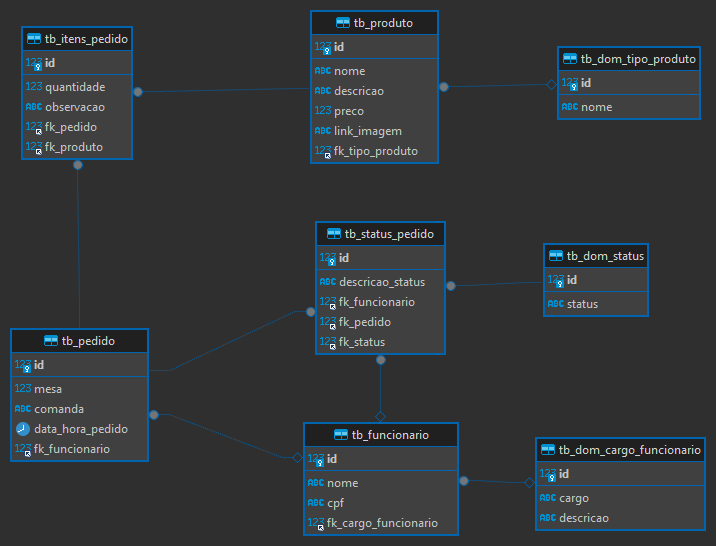 tb_itens_pedido
123 id
123 quantidade
ABC observacao
123 fk_pedido
123 fk_produto
tb_produto
123 id
ABC nome
ABC descricao
123 preco
ABC link_imagem
123 fk_tipo_produto
tb_dom_tipo_produto
123 id
ABC nome
tb_status_pedido
123 id
ABC descricao_status
123 fk_funcionario
123 fk_pedido
123 fk_status
tb_dom_status
123 id
ABC status
tb_pedido
123 id
123 mesa
ABC comanda
data_hora_pedido
123 fk_funcionario
tb_funcionario
123 id
ABC nome
ABC cpf
123 fk_cargo_funcionario
tb_dom_cargo_funcionario
123 id
ABC cargo
ABC descricao